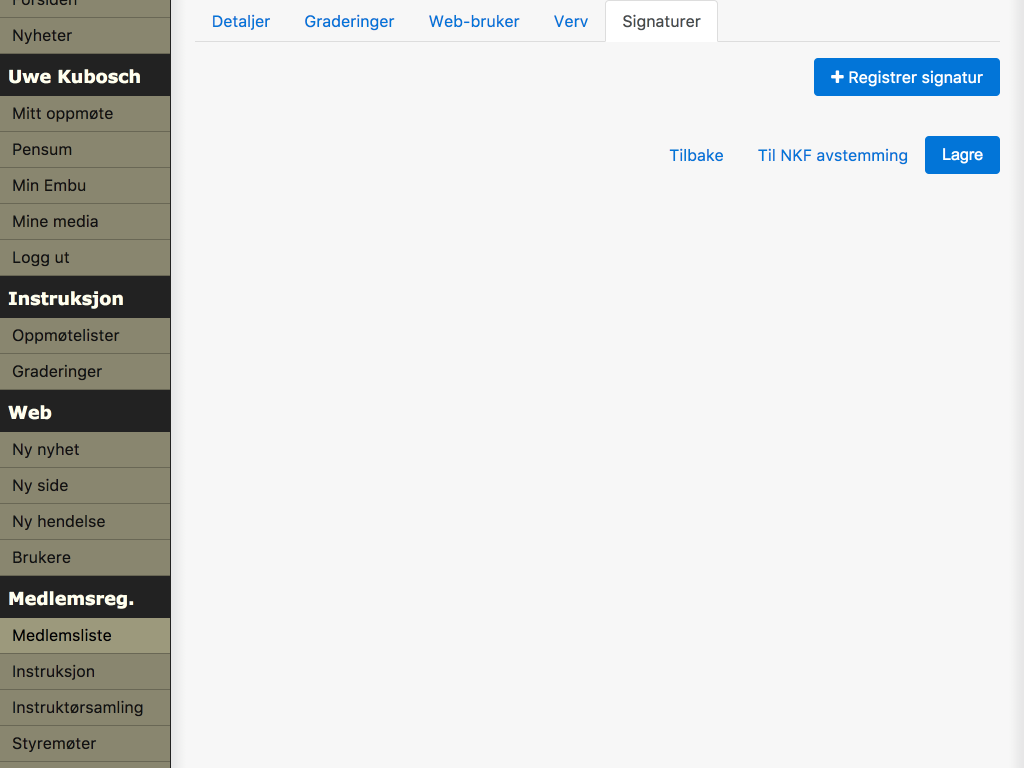 Forsiden
Nyheter
Uwe Kubosch
Mitt oppmøte
Pensum
Min Embu
Mine media
Logg ut
Instruksjon
Oppmøtelister
Graderinger
Web
Ny nyhet
Ny side
Ny hendelse
Brukere
Medlemsreg.
Medlemsliste
Instruksjon
Instruktørsamling
Styremøter
Detaljer Graderinger Web-bruker Verv Signaturer
Registrer signatur
Tilbake Til NKF avstemming Lagre